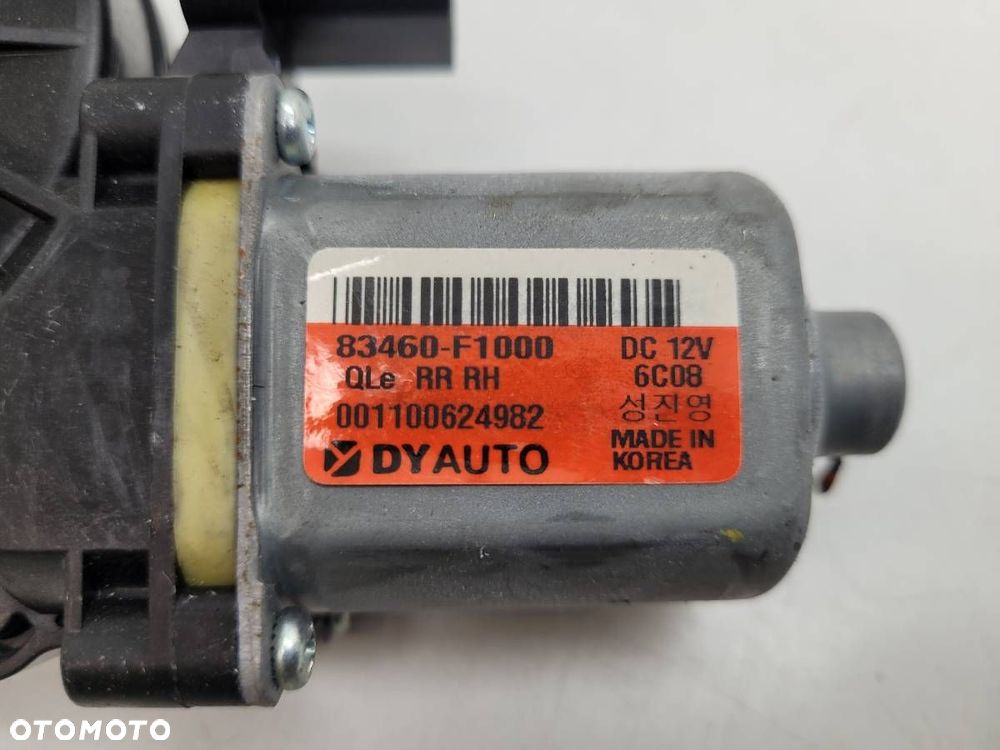 83460-F1000 DC 12V
QLe RR RH 6C08
001100624982 성진영
DYAUTO MADE IN
KOREA
OTOMOTO